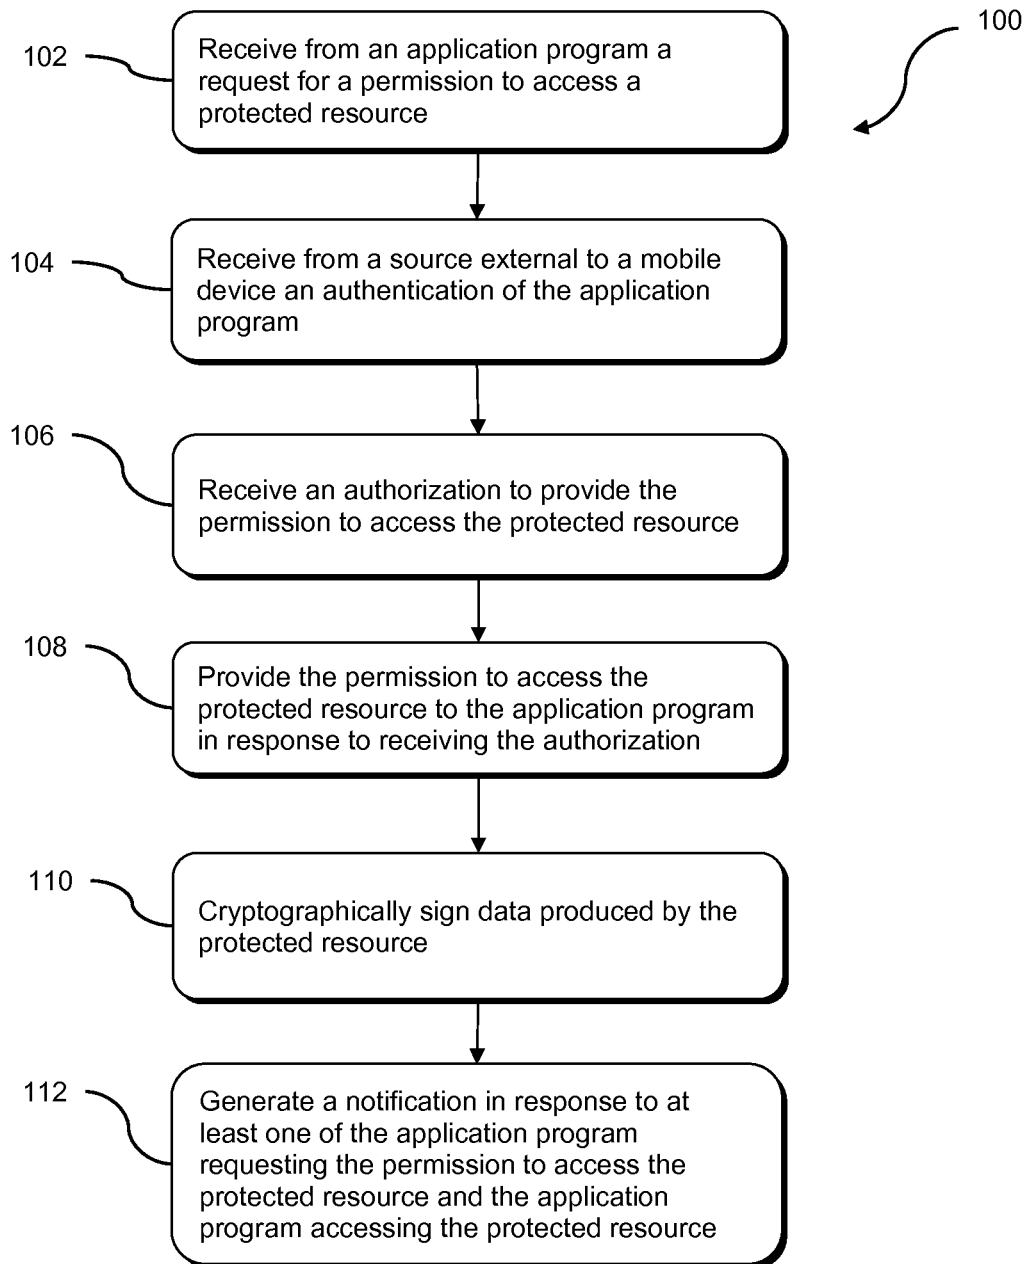 100
102
Receive from an application program a
request for a permission to access a
protected resource
104
Receive from a source external to a mobile
device an authentication of the application
program
106
Receive an authorization to provide the
permission to access the protected resource
108
Provide the permission to access the
protected resource to the application program
in response to receiving the authorization
110
Cryptographically sign data produced by the
protected resource
112
Generate a notification in response to at
least one of the application program
requesting the permission to access the
protected resource and the application
program accessing the protected resource